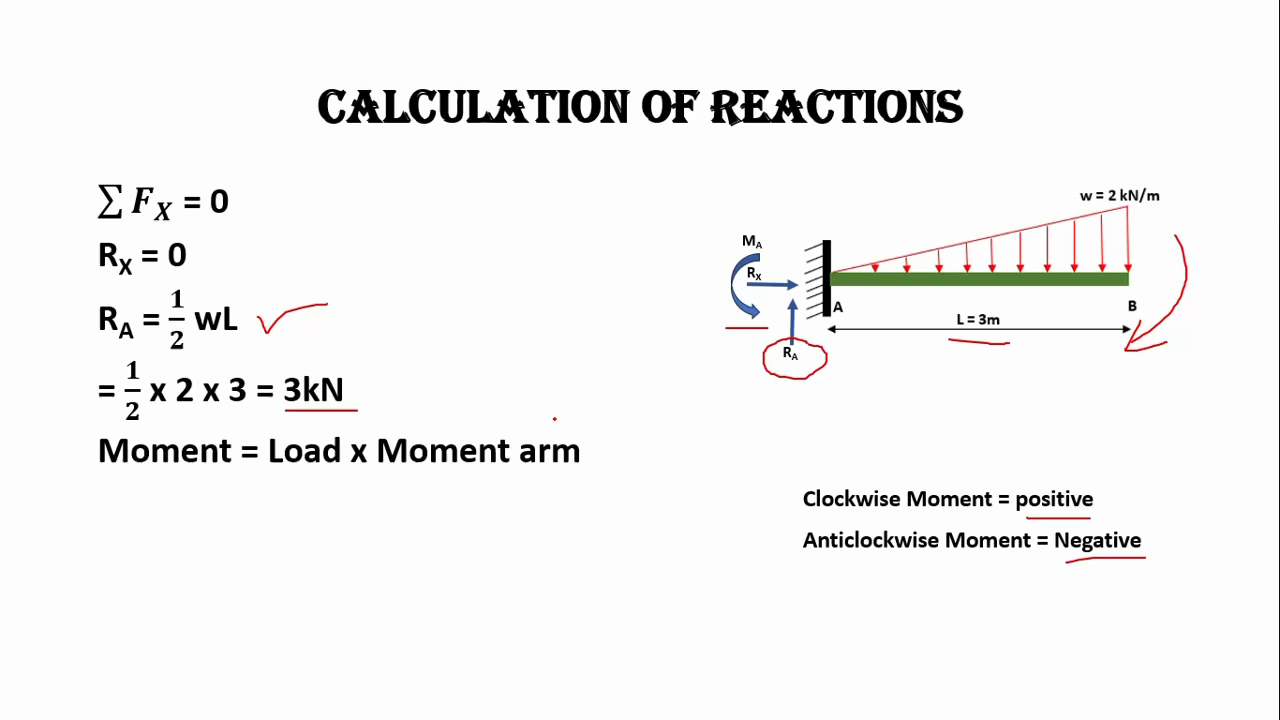 CALCULATION OF REACTIONS
∑ F_X = 0
R_X = 0
R_A = 1/2 wL
= 1/2 x 2 x 3 = 3kN
Moment = Load x Moment arm
w = 2 kN/m
M_A
R_X
A
B
L = 3m
R_A
Clockwise Moment = positive
Anticlockwise Moment = Negative